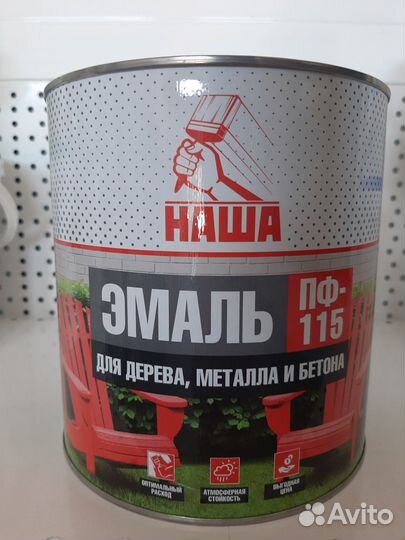 НАША
ЭМАЛЬ
ПФ-
115
ДЛЯ ДЕРЕВА, МЕТАЛЛА И БЕТОНА
ОПТИМАЛЬНЫЙ
РАСХОД
АТМОСФЕРНАЯ
СТОЙКОСТЬ
ВЫГОДНАЯ
ЦЕНА
Avito